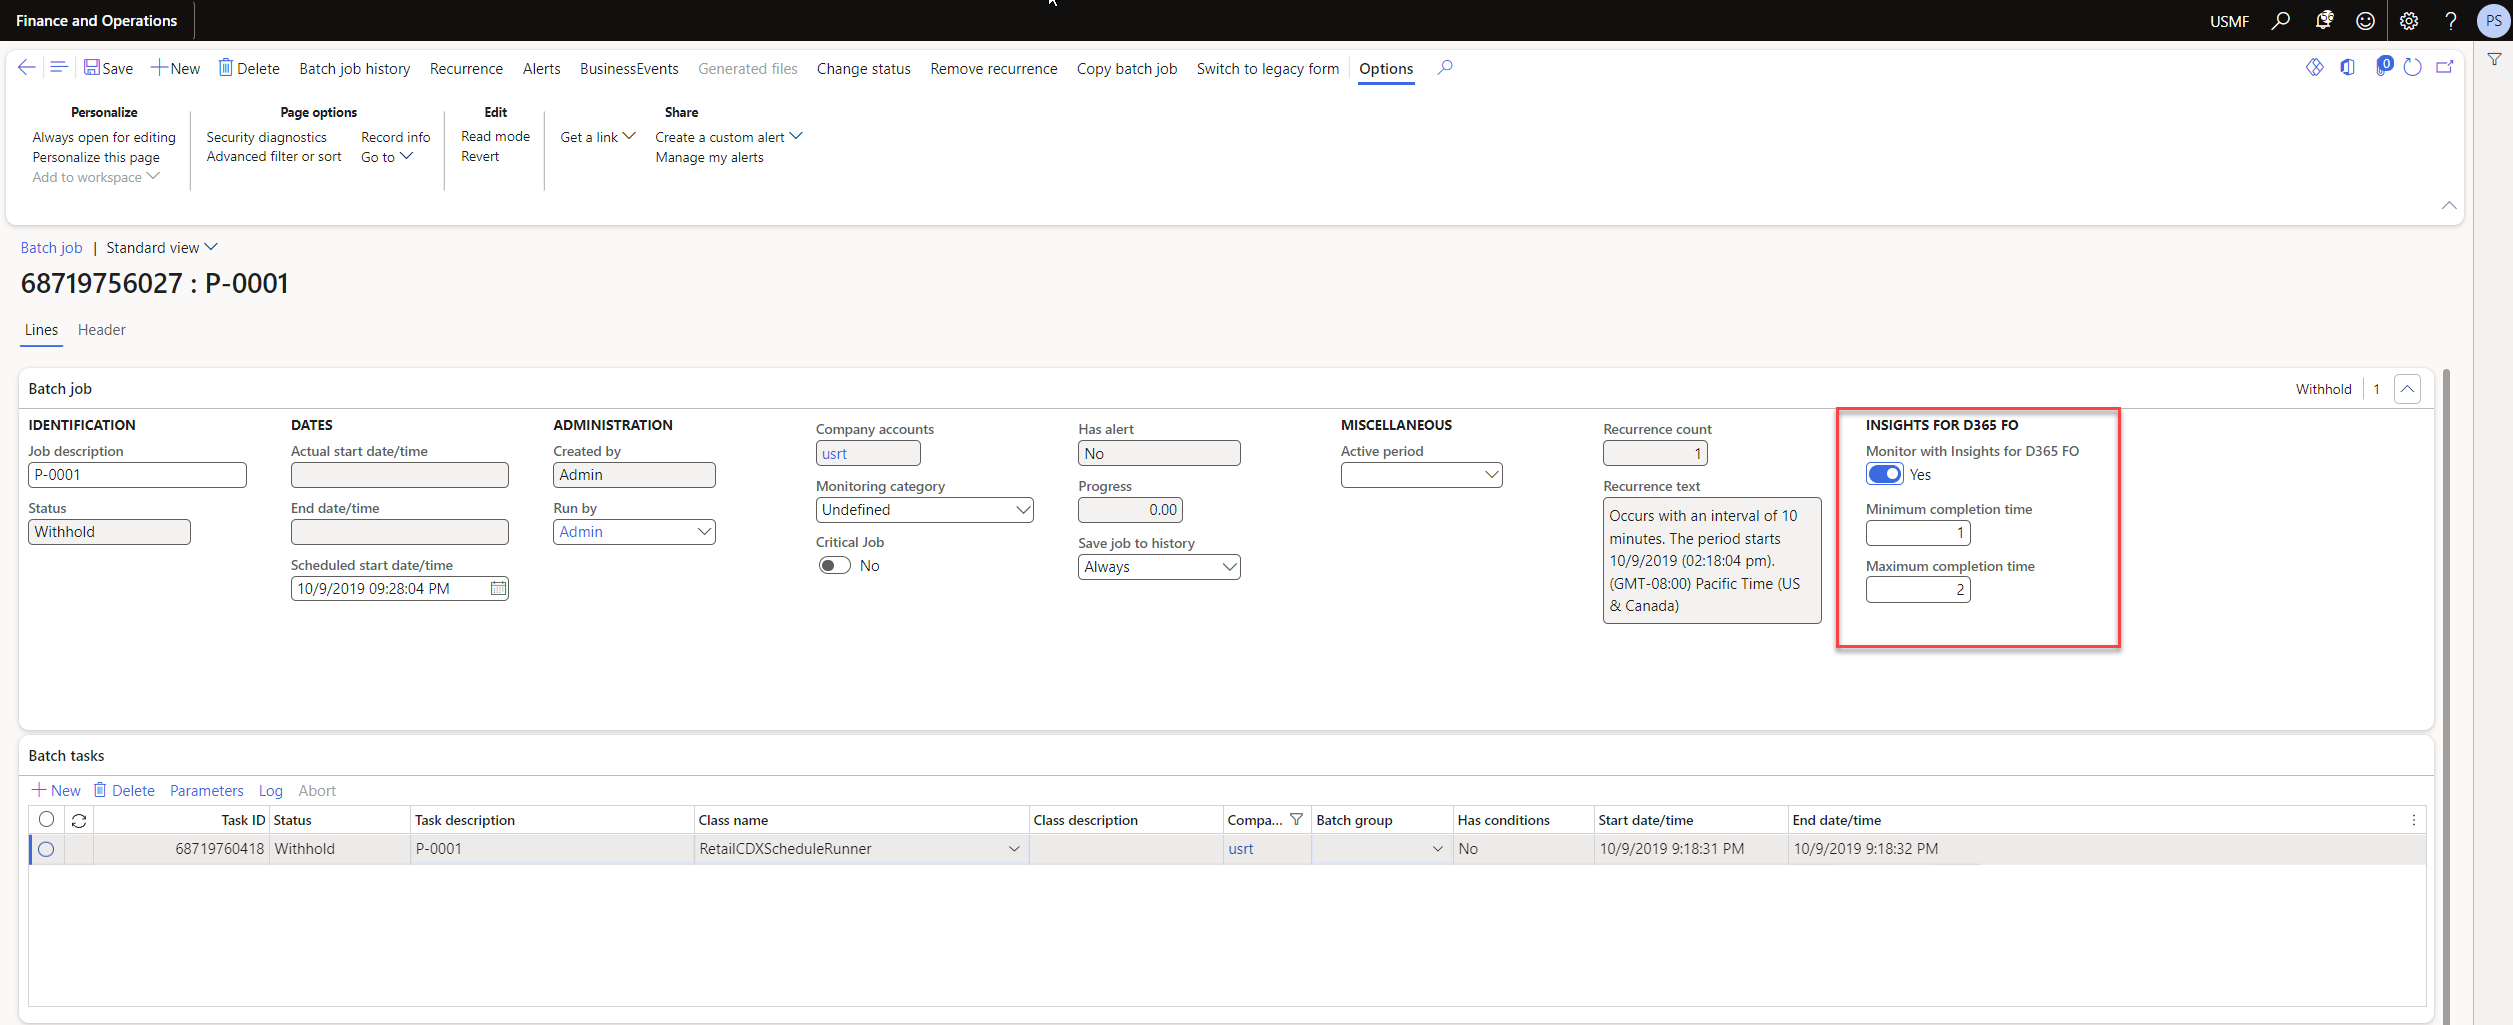 Finance and Operations
USMF
PS
Save
New
Delete
Batch job history
Recurrence
Alerts
BusinessEvents
Generated files
Change status
Remove recurrence
Copy batch job
Switch to legacy form
Options
0
Personalize
Always open for editing
Personalize this page
Add to workspace
Page options
Security diagnostics
Advanced filter or sort
Record info
Go to
Edit
Read mode
Revert
Share
Get a link
Create a custom alert
Manage my alerts
Batch job | Standard view
68719756027 : P-0001
Lines
Header
Batch job
Withhold
1
IDENTIFICATION
Job description
P-0001
Status
Withhold
DATES
Actual start date/time
End date/time
Scheduled start date/time
10/9/2019 09:28:04 PM
ADMINISTRATION
Created by
Admin
Run by
Admin
Company accounts
usrt
Monitoring category
Undefined
Critical Job
No
Has alert
No
Progress
0.00
Save job to history
Always
MISCELLANEOUS
Active period
Recurrence count
1
Recurrence text
Occurs with an interval of 10
minutes. The period starts
10/9/2019 (02:18:04 pm).
(GMT-08:00) Pacific Time (US
& Canada)
INSIGHTS FOR D365 FO
Monitor with Insights for D365 FO
Yes
Minimum completion time
1
Maximum completion time
2
Batch tasks
New
Delete
Parameters
Log
Abort
Task ID
Status
Task description
Class name
Class description
Compa...
Batch group
Has conditions
Start date/time
End date/time
68719760418
Withhold
P-0001
RetailCDXScheduleRunner
usrt
No
10/9/2019 9:18:31 PM
10/9/2019 9:18:32 PM